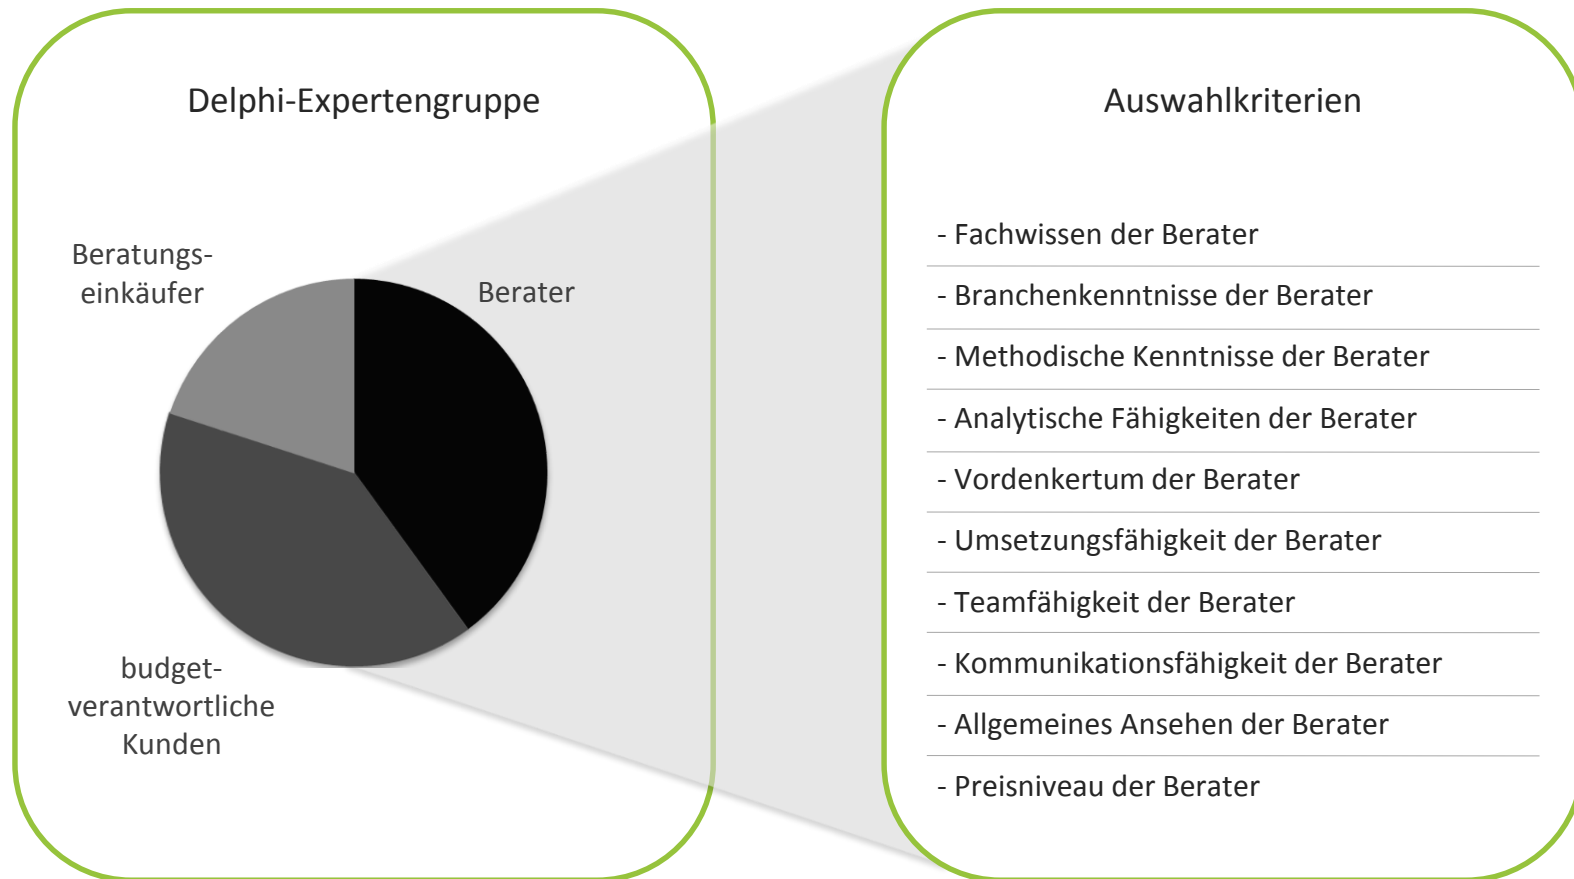 Delphi-Expertengruppe
Beratungs-
einkäufer
Berater
budget-
verantwortliche
Kunden
Auswahlkriterien
- Fachwissen der Berater
- Branchenkenntnisse der Berater
- Methodische Kenntnisse der Berater
- Analytische Fähigkeiten der Berater
- Vordenkertum der Berater
- Umsetzungsfähigkeit der Berater
- Teamfähigkeit der Berater
- Kommunikationsfähigkeit der Berater
- Allgemeines Ansehen der Berater
- Preisniveau der Berater